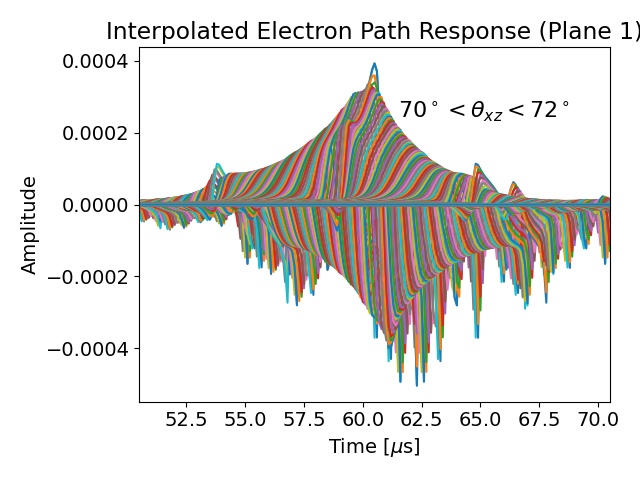 Interpolated Electron Path Response (Plane 1)
0.0004
0.0002
0.0000
−0.0002
−0.0004
Amplitude
70° < θxz < 72°
52.5 55.0 57.5 60.0 62.5 65.0 67.5 70.0
Time [μs]